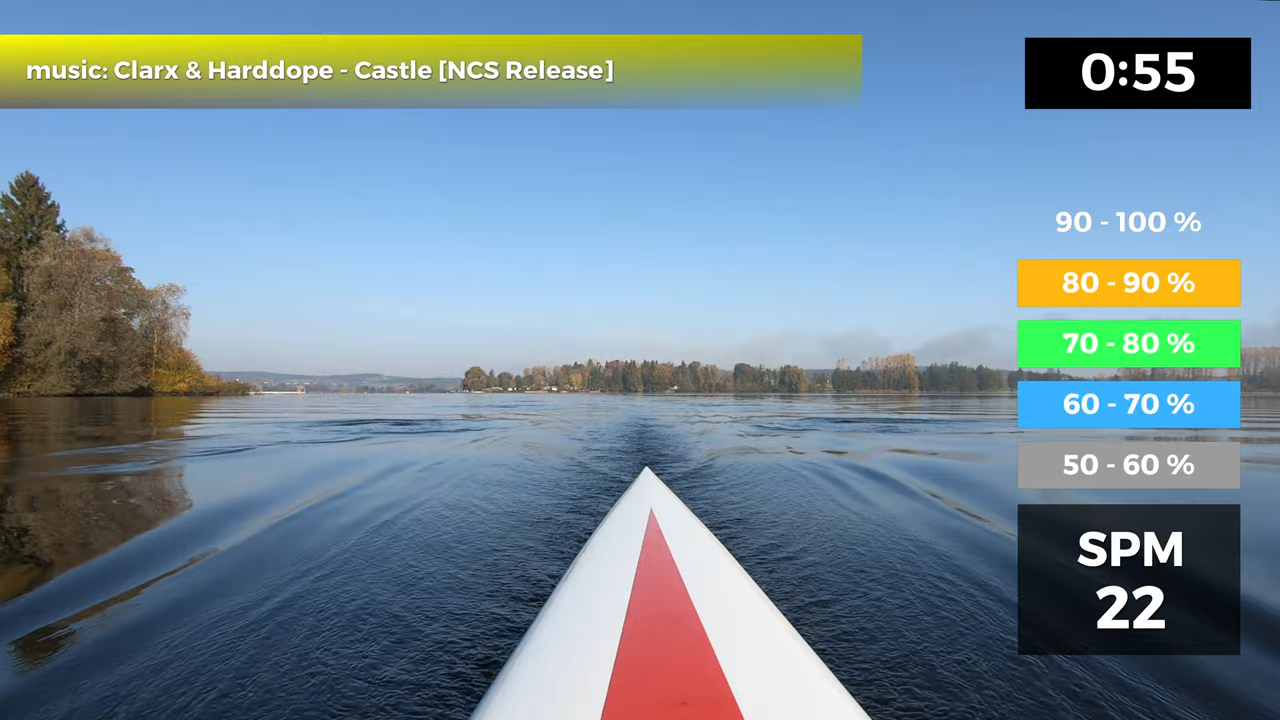 music: Clarx & Harddope - Castle [NCS Release]
0:55
90 - 100 %
80 - 90 %
70 - 80 %
60 - 70 %
50 - 60 %
SPM
22